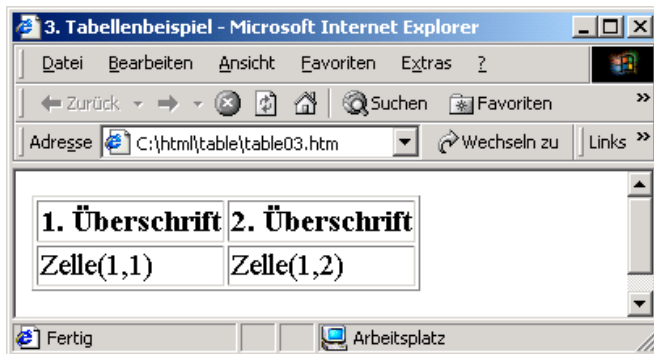 3. Tabellenbeispiel - Microsoft Internet Explorer
Datei Bearbeiten Ansicht Favoriten Extras ?
Zurück Suchen Favoriten »
Adresse C:\html\table\table03.htm Wechseln zu Links »
1. Überschrift 2. Überschrift
Zelle(1,1) Zelle(1,2)
Fertig Arbeitsplatz